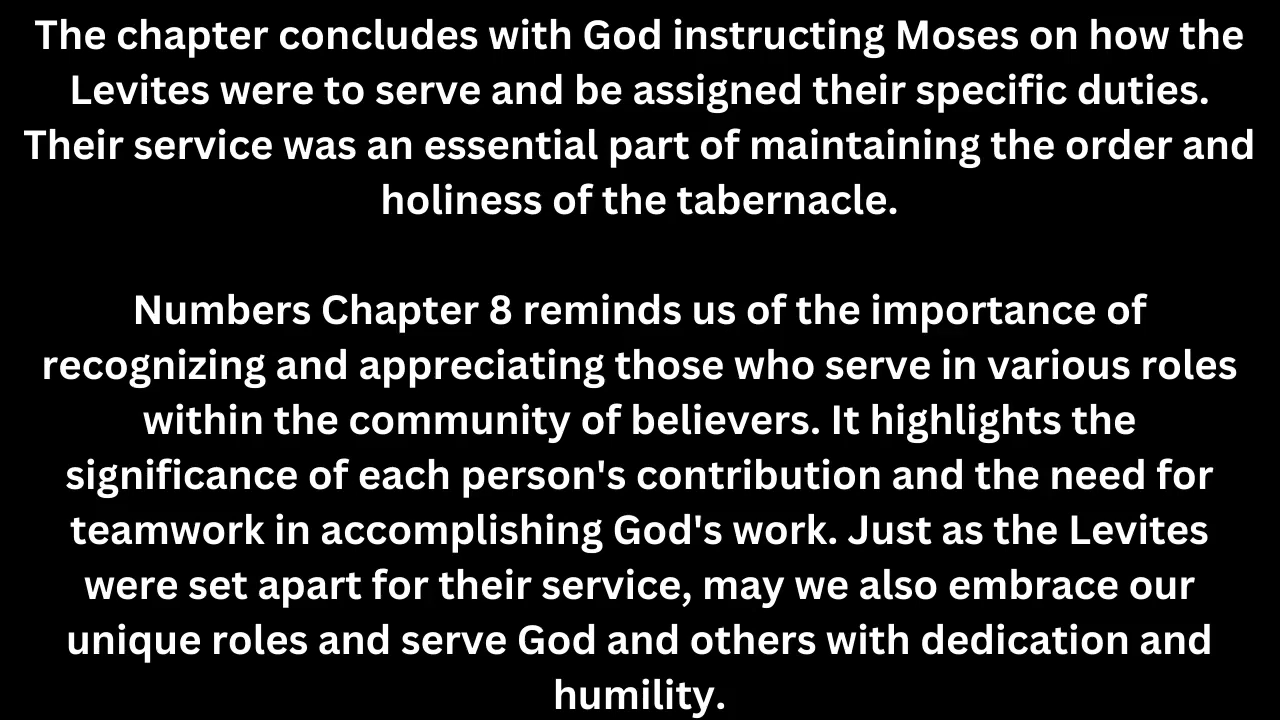 The chapter concludes with God instructing Moses on how the
Levites were to serve and be assigned their specific duties.
Their service was an essential part of maintaining the order and
holiness of the tabernacle.
Numbers Chapter 8 reminds us of the importance of
recognizing and appreciating those who serve in various roles
within the community of believers. It highlights the
significance of each person's contribution and the need for
teamwork in accomplishing God's work. Just as the Levites
were set apart for their service, may we also embrace our
unique roles and serve God and others with dedication and
humility.